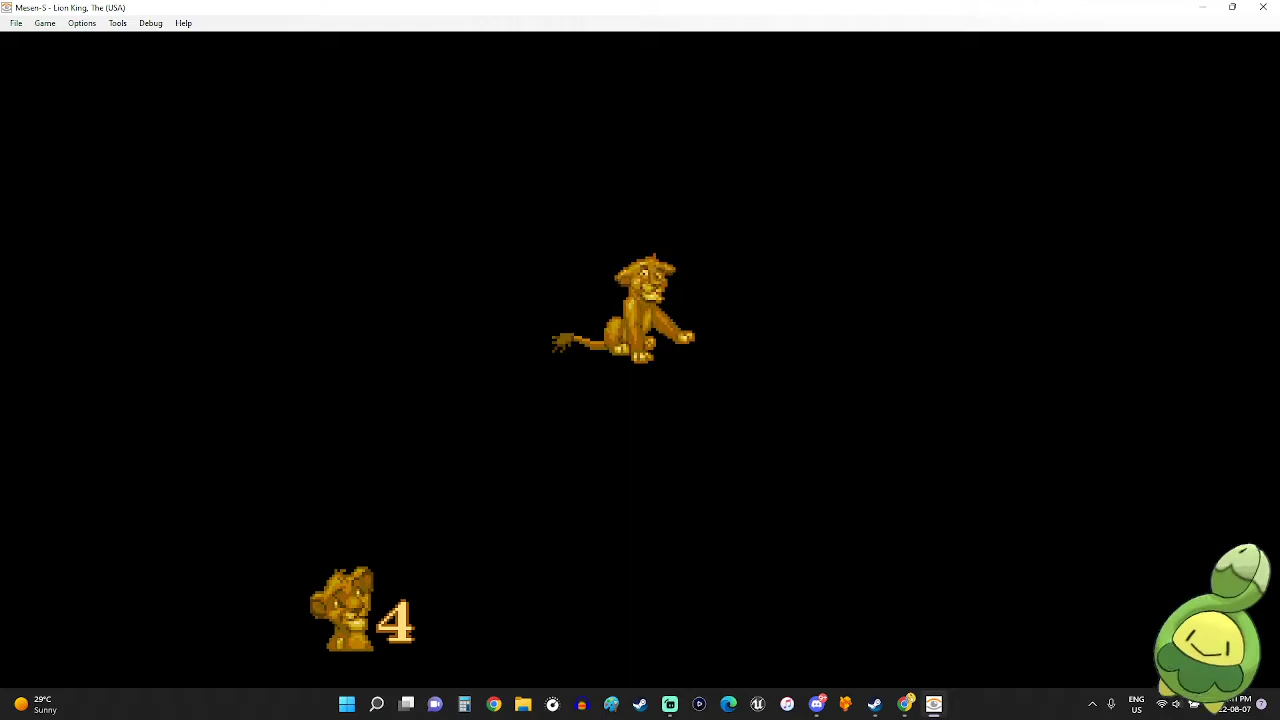 Mesen-S - Lion King, The (USA)
File Game Options Tools Debug Help
4
29°C
Sunny
ENG
US